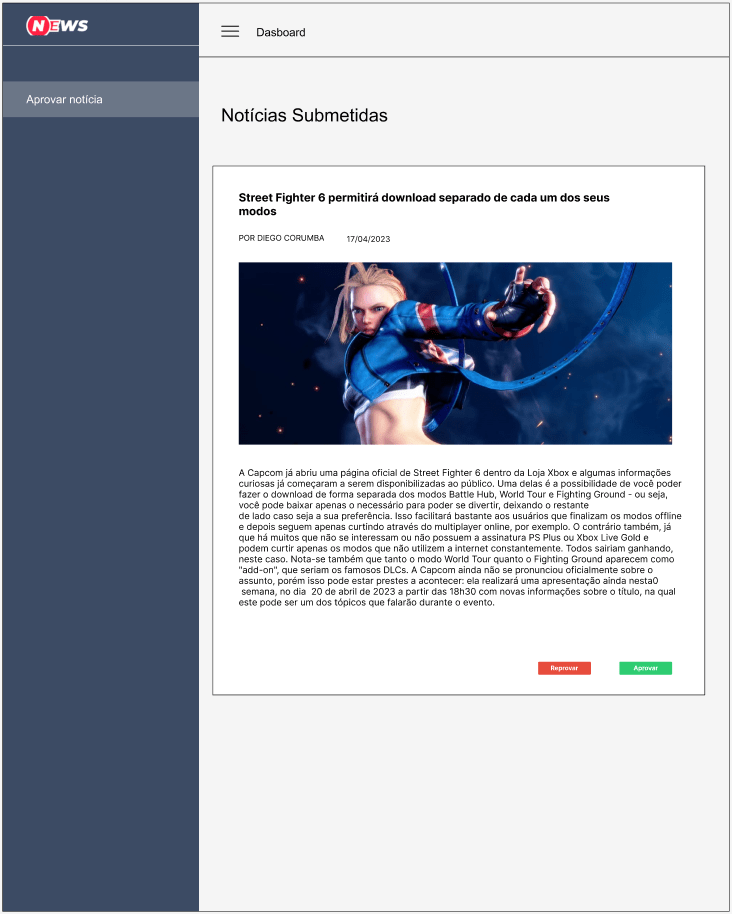 NEWS
Dasboard
Aprovar notícia
Notícias Submetidas
Street Fighter 6 permitirá download separado de cada um dos seus
modos
POR DIEGO CORUMBA 17/04/2023
A Capcom já abriu uma página oficial de Street Fighter 6 dentro da Loja Xbox e algumas informações
curiosas já começaram a serem disponibilizadas ao público. Uma delas é a possibilidade de você poder
fazer o download de forma separada dos modos Battle Hub, World Tour e Fighting Ground - ou seja,
você pode baixar apenas o necessário para poder se divertir, deixando o restante
de lado caso seja a sua preferência. Isso facilitará bastante aos usuários que finalizam os modos offline
e depois seguem apenas curtindo através do multiplayer online, por exemplo. O contrário também, já
que há muitos que não se interessam ou não possuem a assinatura PS Plus ou Xbox Live Gold e
podem curtir apenas os modos que não utilizem a internet constantemente. Todos sairiam ganhando,
neste caso. Nota-se também que tanto o modo World Tour quanto o Fighting Ground aparecem como
"add-on", que seriam os famosos DLCs. A Capcom ainda não se pronunciou oficialmente sobre o
assunto, porém isso pode estar prestes a acontecer: ela realizará uma apresentação ainda nesta0
semana, no dia 20 de abril de 2023 a partir das 18h30 com novas informações sobre o título, na qual
este pode ser um dos tópicos que falarão durante o evento.
Reprovar Aprovar